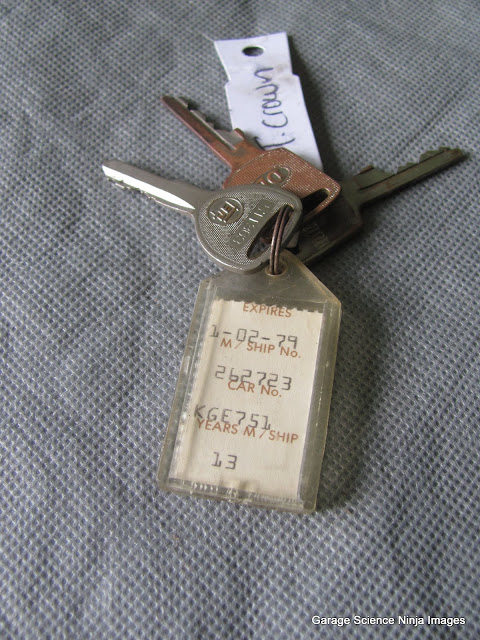 T. Crown
EXPIRES
1-02-79
M/SHIP No.
262723
CAR No.
KGE751
YEARS M/SHIP
13
Garage Science Ninja Images